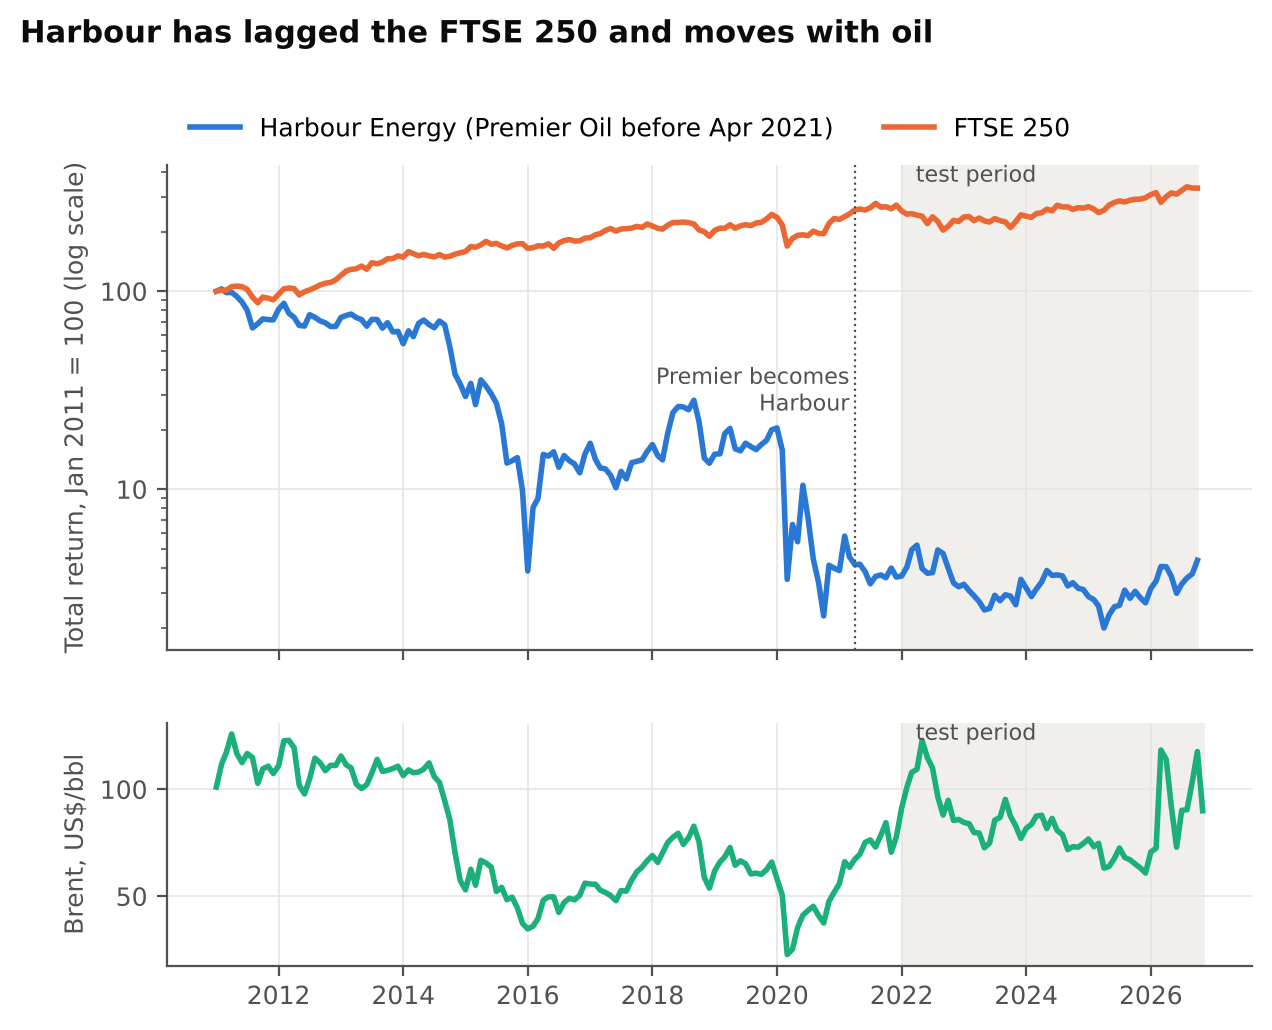 Harbour has lagged the FTSE 250 and moves with oil
Harbour Energy (Premier Oil before Apr 2021)
FTSE 250
Total return, Jan 2011 = 100 (log scale)
100
10
test period
Premier becomes
Harbour
Brent, US$/bbl
100
50
test period
2012
2014
2016
2018
2020
2022
2024
2026